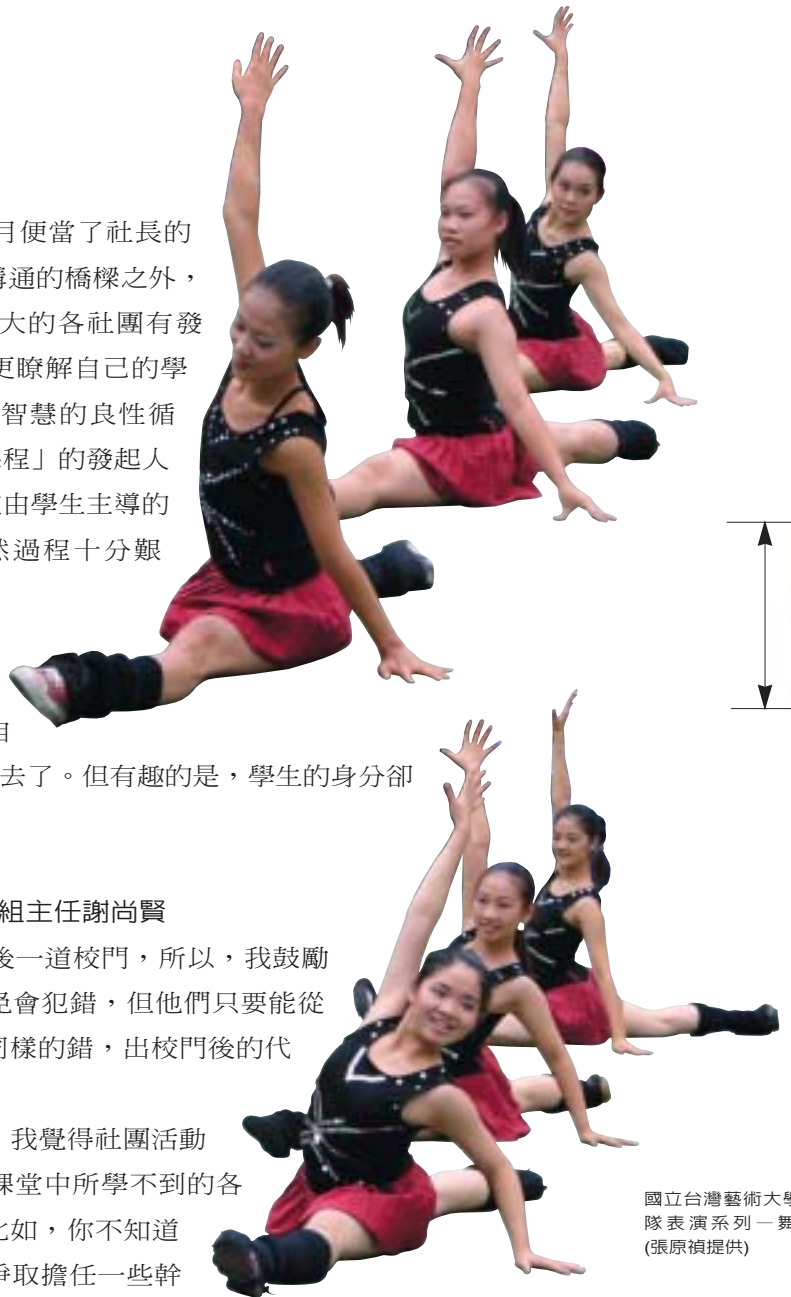 月便當了社長的
溝通的橋樑之外，
大的各社團有發
更瞭解自己的學
智慧的良性循
程」的發起人
由學生主導的
然過程十分艱
去了。但有趣的是，學生的身分卻
組主任謝尚賢
後一道校門，所以，我鼓勵
免會犯錯，但他們只要能從
同樣的錯，出校門後的代
我覺得社團活動
課堂中所學不到的各
比如，你不知道
爭取擔任一些幹
國立台灣藝術大學
隊表演系列－舞
(張原禎提供)